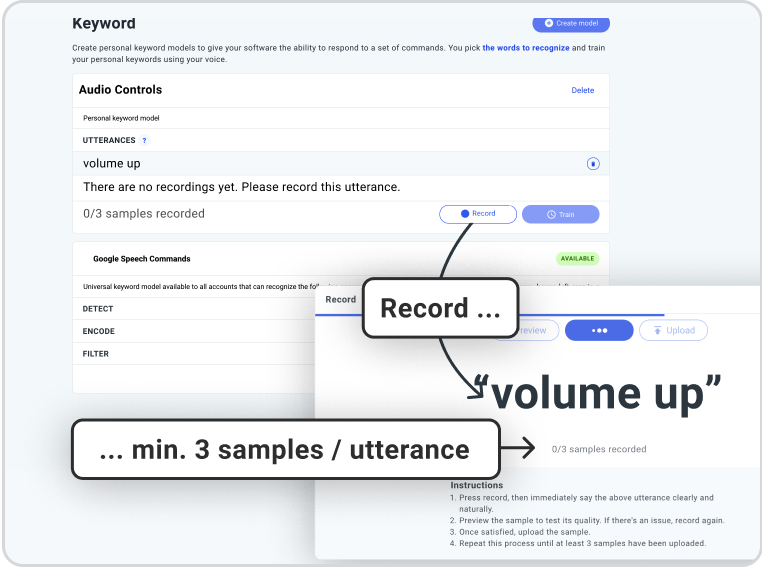 Keyword
Create model
Create personal keyword models to give your software the ability to respond to a set of commands. You pick the words to recognize and train
your personal keywords using your voice.
Audio Controls
Delete
Personal keyword model
UTTERANCES ?
volume up
There are no recordings yet. Please record this utterance.
0/3 samples recorded
Record
Train
Google Speech Commands
AVAILABLE
Universal keyword model available to all accounts that can recognize the
DETECT
ENCODE
FILTER
Record
Record ...
review
Upload
“volume up”
... min. 3 samples / utterance
0/3 samples recorded
Instructions
1. Press record, then immediately say the above utterance clearly and
naturally.
2. Preview the sample to test its quality. If there's an issue, record again.
3. Once satisfied, upload the sample.
4. Repeat this process until at least 3 samples have been uploaded.